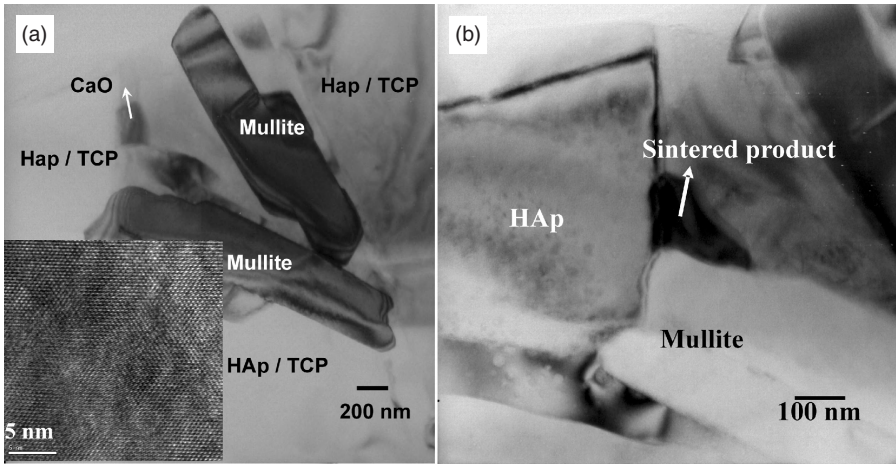 (a)
CaO
Hap / TCP
Mullite
Hap / TCP
Mullite
HAp / TCP
200 nm
5 nm
(b)
Sintered product
HAp
Mullite
100 nm